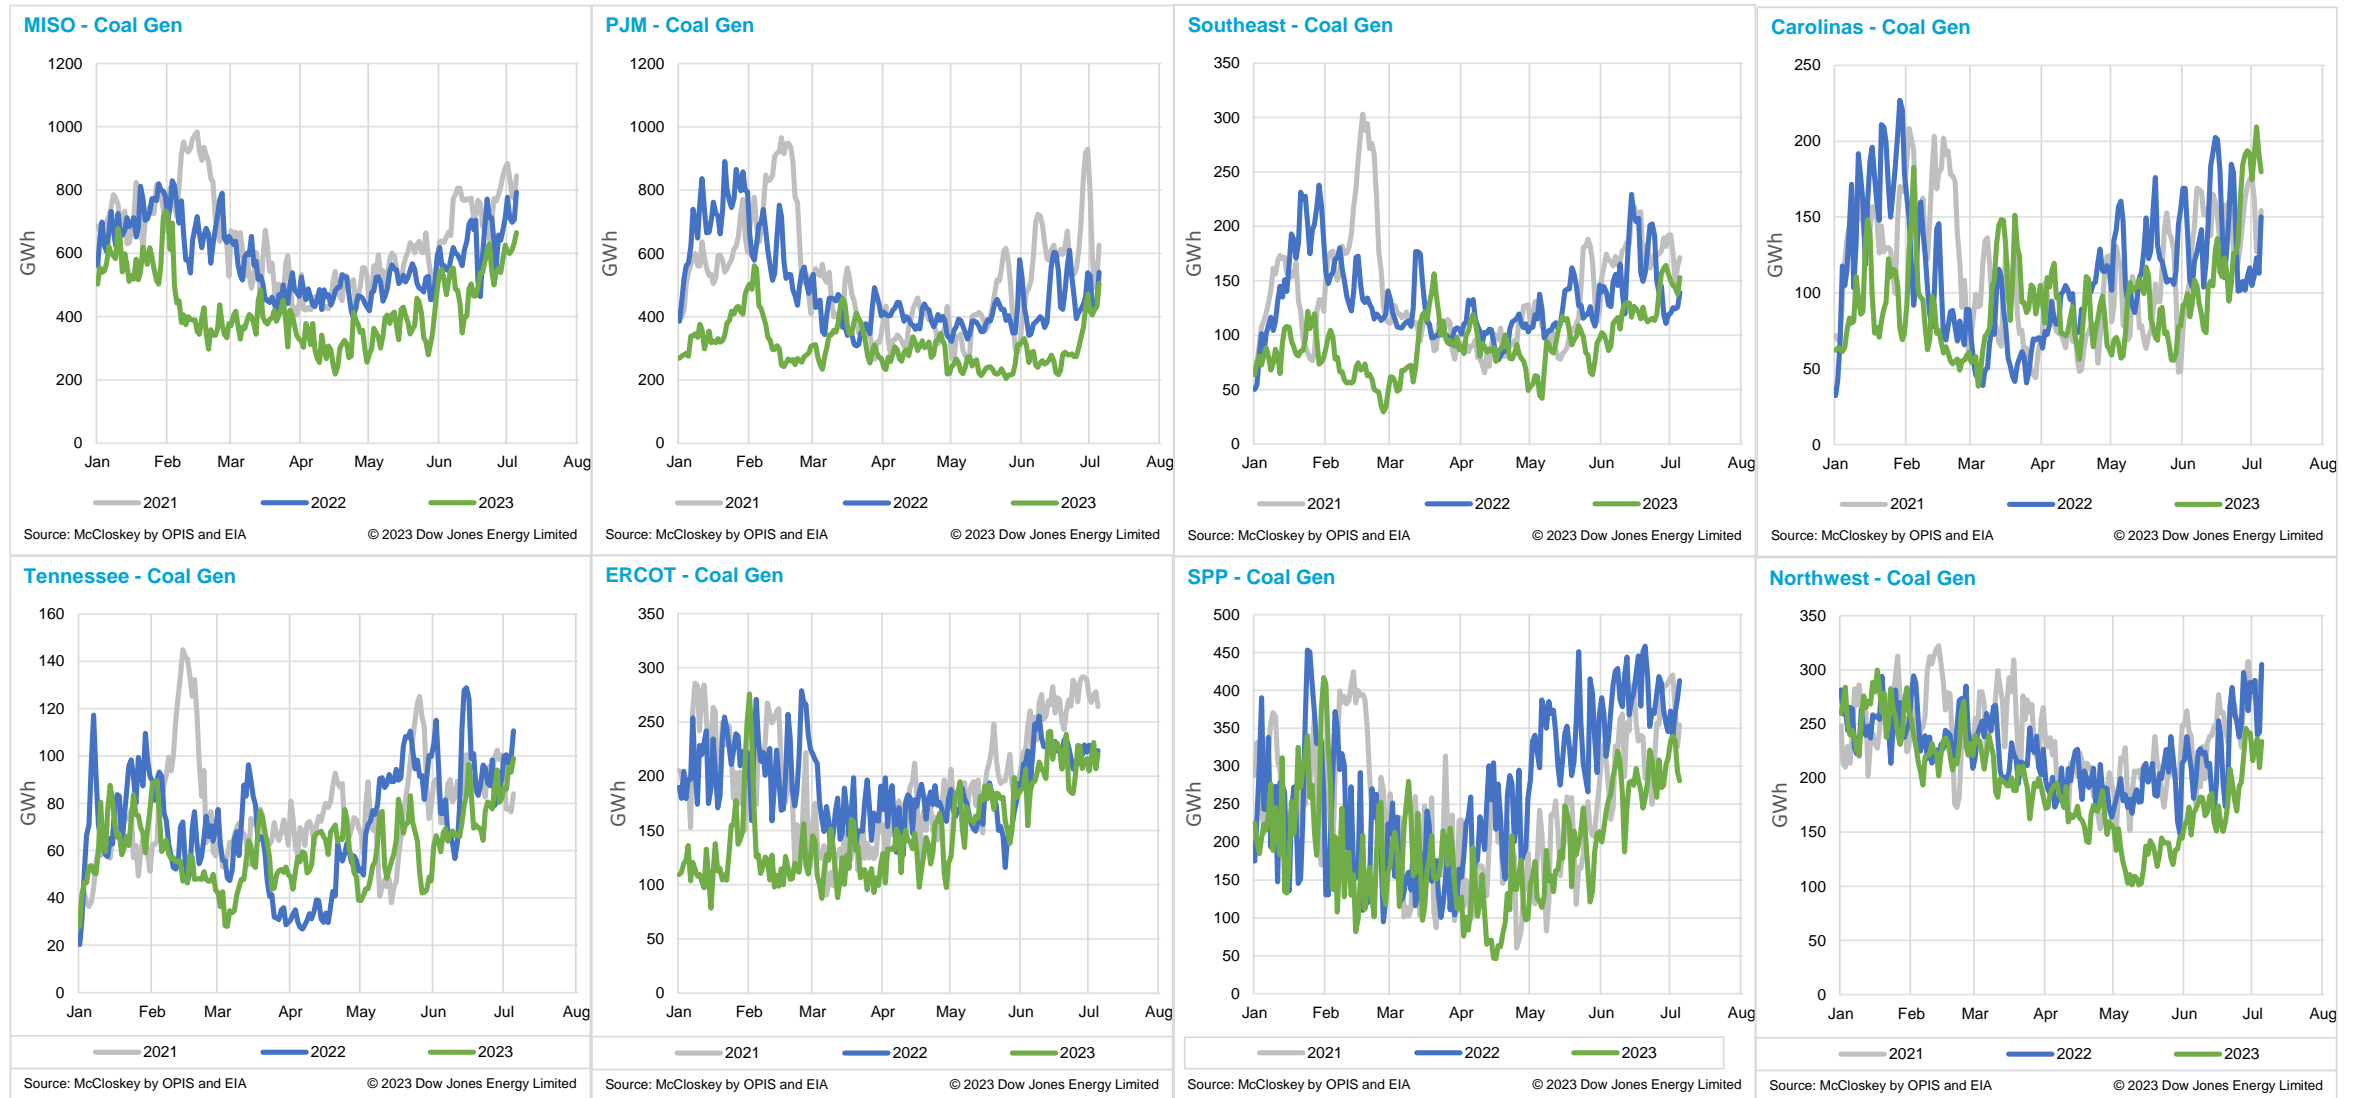 MISO - Coal Gen
1200
1000
800
600
400
200
0
GWh
Jan Feb Mar Apr May Jun Jul Aug
2021 2022 2023
Source: McCloskey by OPIS and EIA © 2023 Dow Jones Energy Limited
PJM - Coal Gen
1200
1000
800
600
400
200
0
GWh
Jan Feb Mar Apr May Jun Jul Aug
2021 2022 2023
Source: McCloskey by OPIS and EIA © 2023 Dow Jones Energy Limited
Southeast - Coal Gen
350
300
250
200
150
100
50
0
GWh
Jan Feb Mar Apr May Jun Jul Aug
2021 2022 2023
Source: McCloskey by OPIS and EIA © 2023 Dow Jones Energy Limited
Carolinas - Coal Gen
250
200
150
100
50
0
GWh
Jan Feb Mar Apr May Jun Jul Aug
2021 2022 2023
Source: McCloskey by OPIS and EIA © 2023 Dow Jones Energy Limited
Tennessee - Coal Gen
160
140
120
100
80
60
40
20
0
GWh
Jan Feb Mar Apr May Jun Jul Aug
2021 2022 2023
Source: McCloskey by OPIS and EIA © 2023 Dow Jones Energy Limited
ERCOT - Coal Gen
350
300
250
200
150
100
50
0
GWh
Jan Feb Mar Apr May Jun Jul Aug
2021 2022 2023
Source: McCloskey by OPIS and EIA © 2023 Dow Jones Energy Limited
SPP - Coal Gen
500
450
400
350
300
250
200
150
100
50
0
GWh
Jan Feb Mar Apr May Jun Jul Aug
2021 2022 2023
Source: McCloskey by OPIS and EIA © 2023 Dow Jones Energy Limited
Northwest - Coal Gen
350
300
250
200
150
100
50
0
GWh
Jan Feb Mar Apr May Jun Jul Aug
2021 2022 2023
Source: McCloskey by OPIS and EIA © 2023 Dow Jones Energy Limited